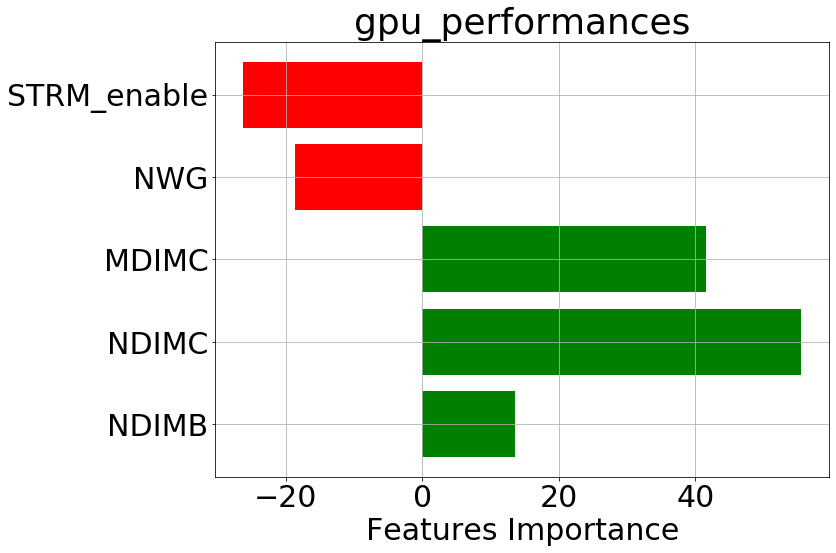 gpu_performances
STRM_enable
NWG
MDIMC
NDIMC
NDIMB
−20 0 20 40
Features Importance